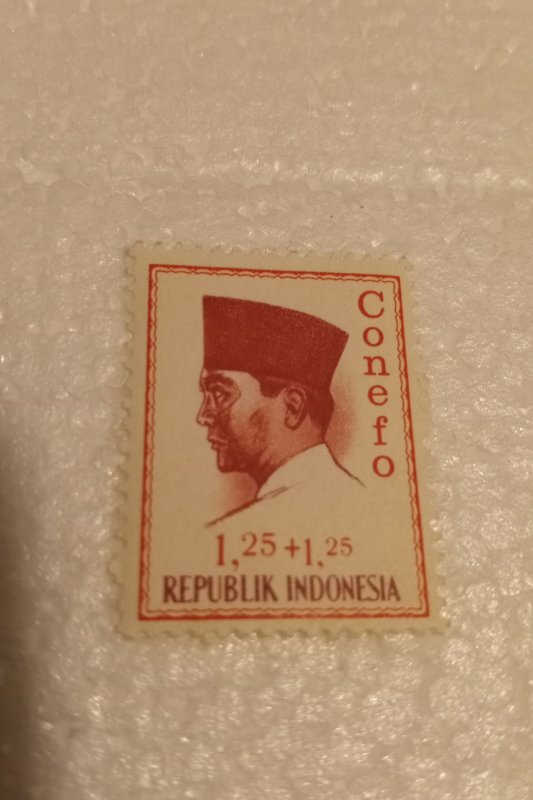 Conefo
1,25 +1,25
REPUBLIK INDONESIA